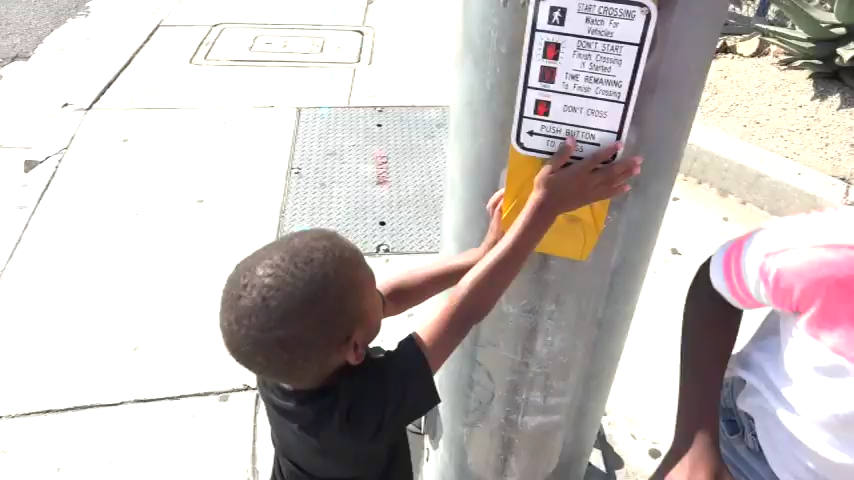 START CROSSING
Watch For
Vehicles
DON'T START
Finish Crossing
If Started
TIME REMAINING
To Finish Crossing
DON'T CROSS
PUSH BUTTON
TO